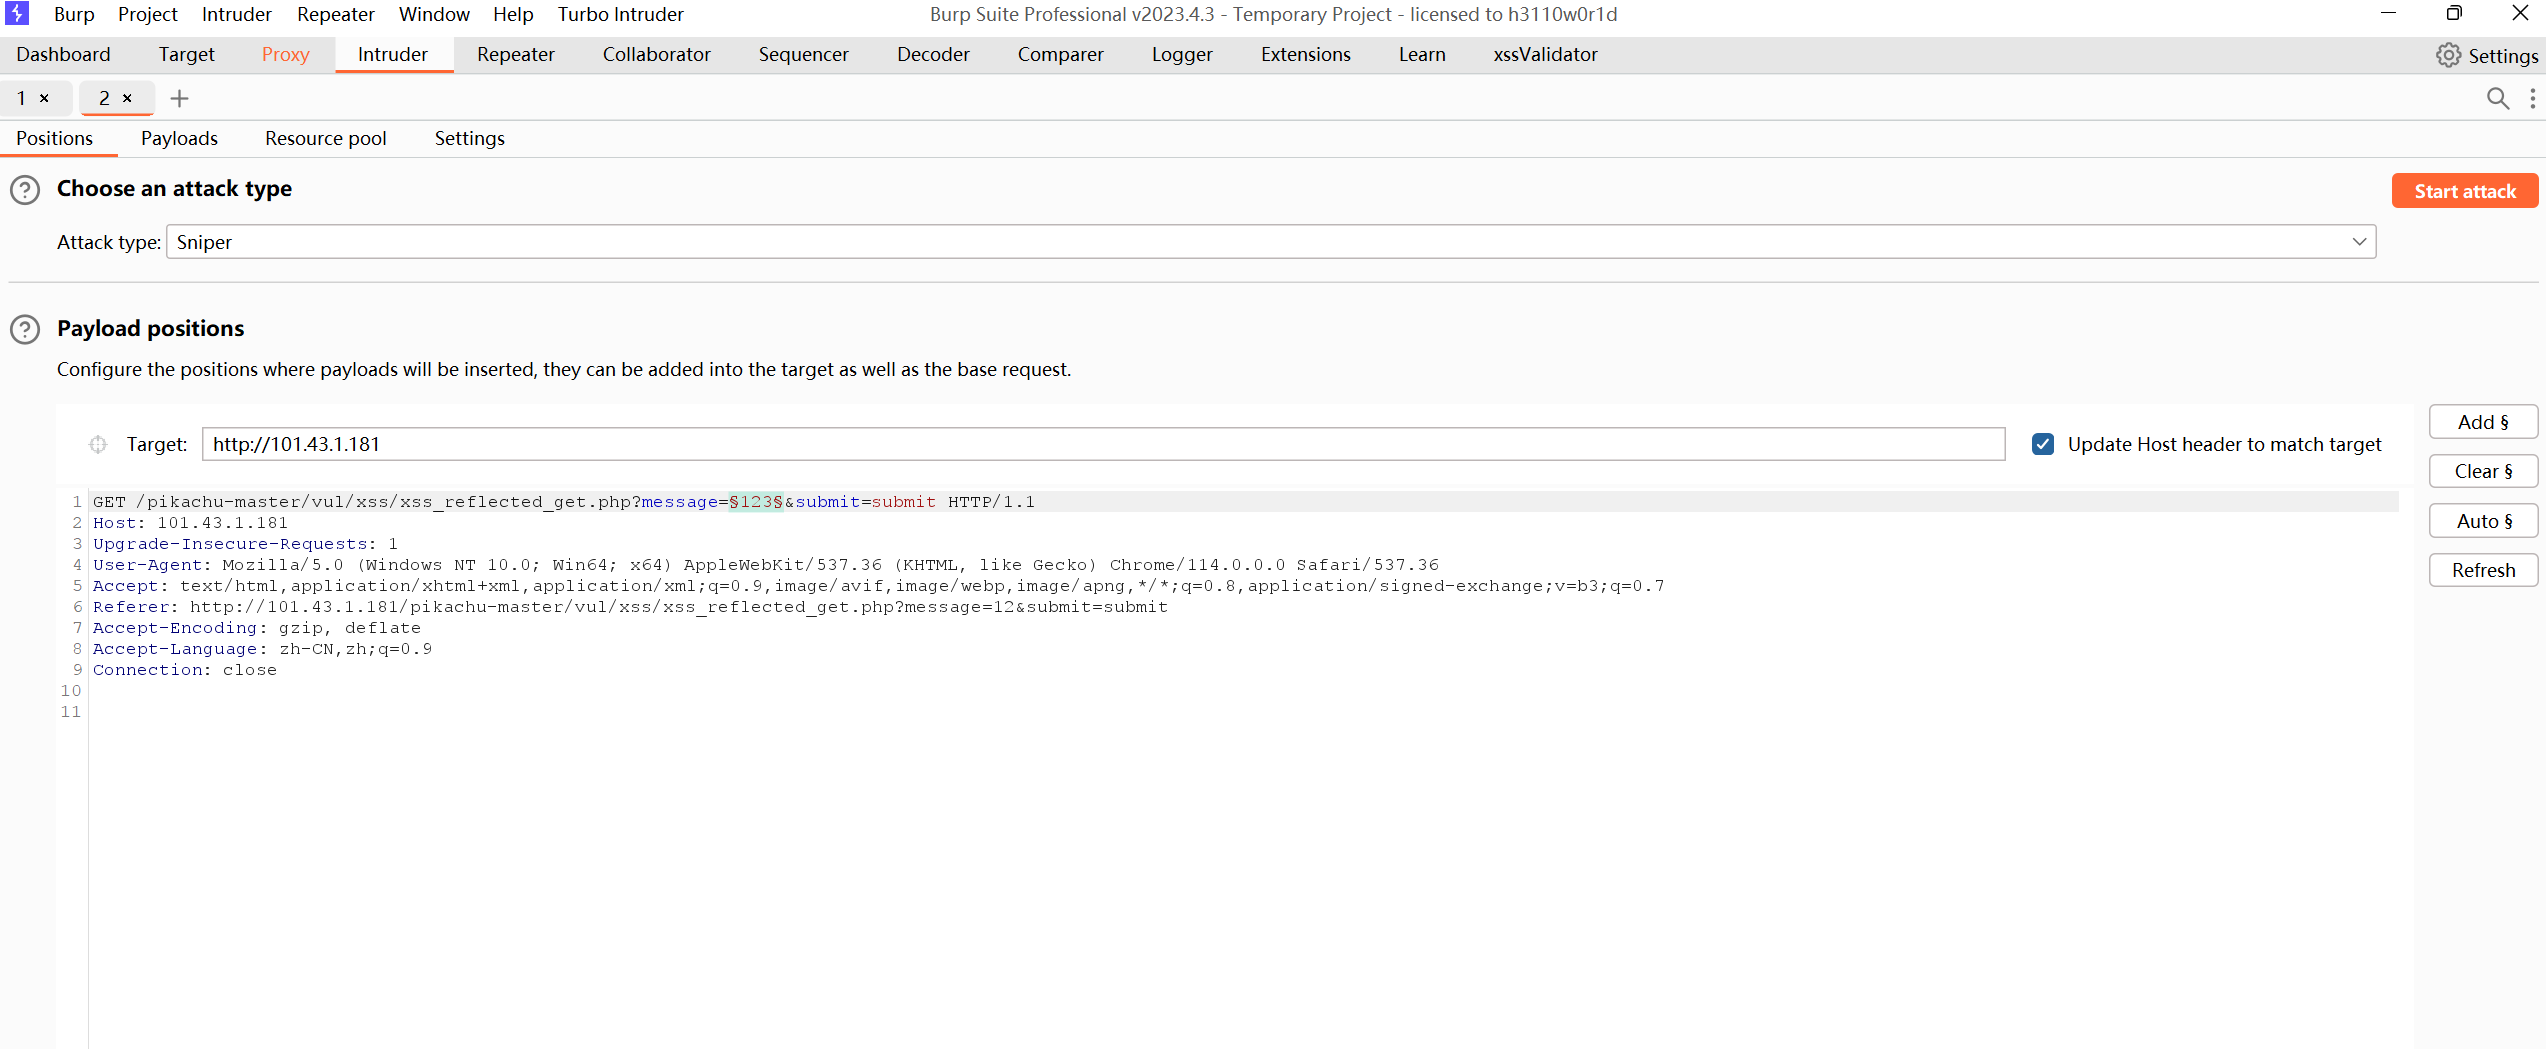 Burp Project Intruder Repeater Window Help Turbo Intruder Burp Suite Professional v2023.4.3 - Temporary Project - licensed to h3110w0r1d
Dashboard Target Proxy Intruder Repeater Collaborator Sequencer Decoder Comparer Logger Extensions Learn xssValidator Settings
1 × 2 × +
Positions Payloads Resource pool Settings
? Choose an attack type Start attack
Attack type: Sniper
? Payload positions
Configure the positions where payloads will be inserted, they can be added into the target as well as the base request.
Target: http://101.43.1.181 Update Host header to match target
Add §
Clear §
Auto §
Refresh
1 GET /pikachu-master/vul/xss/xss_reflected_get.php?message=§123§&submit=submit HTTP/1.1
2 Host: 101.43.1.181
3 Upgrade-Insecure-Requests: 1
4 User-Agent: Mozilla/5.0 (Windows NT 10.0; Win64; x64) AppleWebKit/537.36 (KHTML, like Gecko) Chrome/114.0.0.0 Safari/537.36
5 Accept: text/html,application/xhtml+xml,application/xml;q=0.9,image/avif,image/webp,image/apng,*/*;q=0.8,application/signed-exchange;v=b3;q=0.7
6 Referer: http://101.43.1.181/pikachu-master/vul/xss/xss_reflected_get.php?message=12&submit=submit
7 Accept-Encoding: gzip, deflate
8 Accept-Language: zh-CN,zh;q=0.9
9 Connection: close
10
11